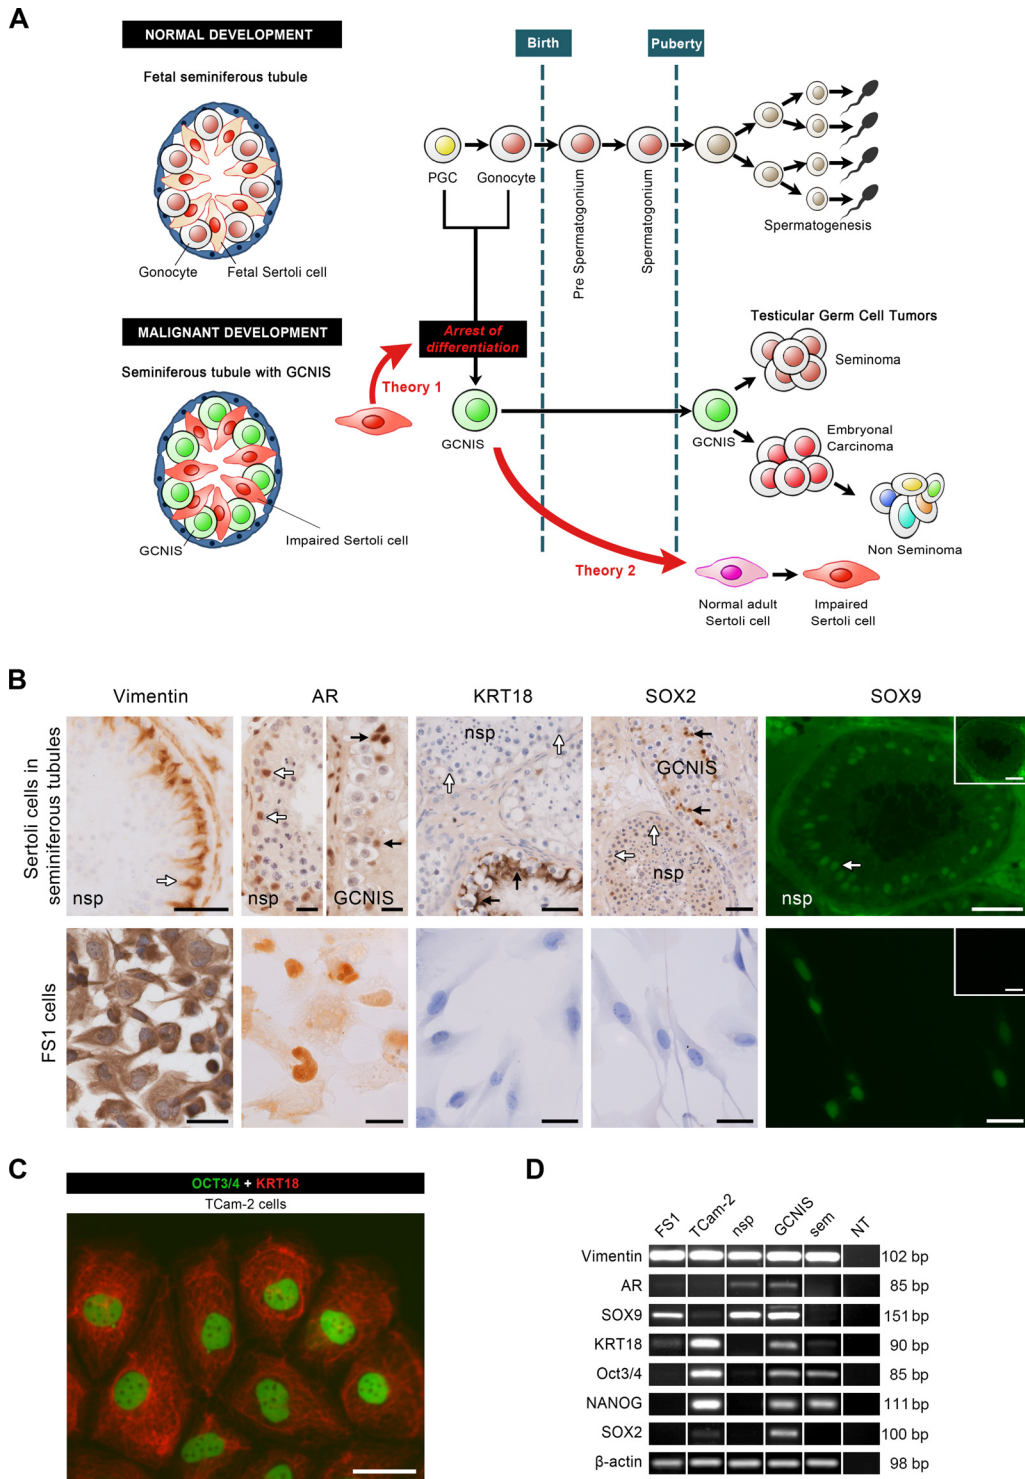 A
NORMAL DEVELOPMENT
Fetal seminiferous tubule
Gonocyte
Fetal Sertoli cell
Birth
Puberty
PGC
Gonocyte
Pre Spermatogonium
Spermatogonium
Spermatogenesis
MALIGNANT DEVELOPMENT
Seminiferous tubule with GCNIS
GCNIS
Impaired Sertoli cell
Arrest of
differentiation
Theory 1
GCNIS
Theory 2
Testicular Germ Cell Tumors
Seminoma
GCNIS
Embryonal
Carcinoma
Non Seminoma
Normal adult
Sertoli cell
Impaired
Sertoli cell
B
Vimentin
AR
KRT18
SOX2
SOX9
Sertoli cells in
seminiferous tubules
nsp
nsp
GCNIS
nsp
GCNIS
nsp
nsp
FS1 cells
C
OCT3/4 + KRT18
TCam-2 cells
D
FS1
TCam-2
nsp
GCNIS
sem
NT
Vimentin
102 bp
AR
85 bp
SOX9
151 bp
KRT18
90 bp
Oct3/4
85 bp
NANOG
111 bp
SOX2
100 bp
β-actin
98 bp